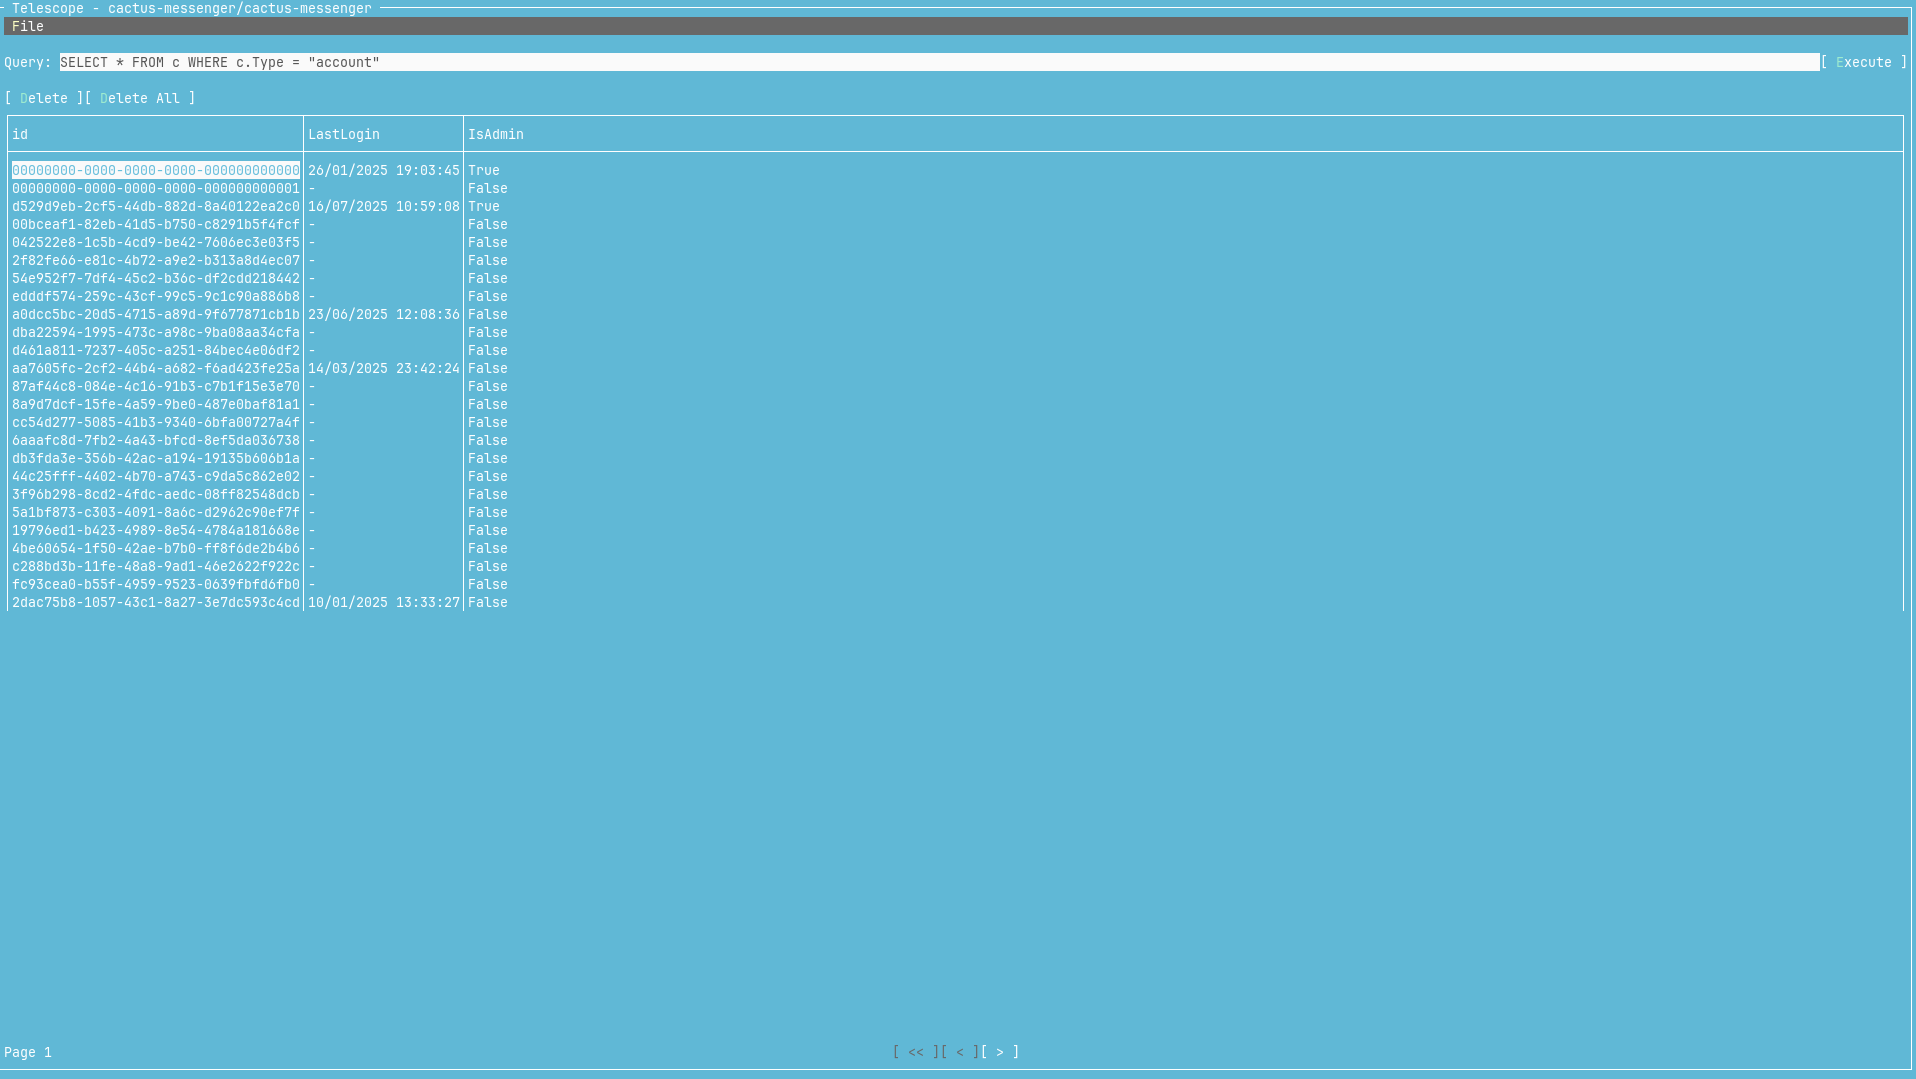 Telescope - cactus-messenger/cactus-messenger
File
Query: SELECT * FROM c WHERE c.Type = "account" [ Execute ]
[ Delete ][ Delete All ]
id LastLogin IsAdmin
00000000-0000-0000-0000-000000000000 26/01/2025 19:03:45 True
00000000-0000-0000-0000-000000000001 - False
d529d9eb-2cf5-44db-882d-8a40122ea2c0 16/07/2025 10:59:08 True
00bceaf1-82eb-41d5-b750-c8291b5f4fcf - False
042522e8-1c5b-4cd9-be42-7606ec3e03f5 - False
2f82fe66-e81c-4b72-a9e2-b313a8d4ec07 - False
54e952f7-7df4-45c2-b36c-df2cdd218442 - False
edddf574-259c-43cf-99c5-9c1c90a886b8 - False
a0dcc5bc-20d5-4715-a89d-9f677871cb1b 23/06/2025 12:08:36 False
dba22594-1995-473c-a98c-9ba08aa34cfa - False
d461a811-7237-405c-a251-84bec4e06df2 - False
aa7605fc-2cf2-44b4-a682-f6ad423fe25a 14/03/2025 23:42:24 False
87af44c8-084e-4c16-91b3-c7b1f15e3e70 - False
8a9d7dcf-15fe-4a59-9be0-487e0baf81a1 - False
cc54d277-5085-41b3-9340-6bfa00727a4f - False
6aaafc8d-7fb2-4a43-bfcd-8ef5da036738 - False
db3fda3e-356b-42ac-a194-19135b606b1a - False
44c25fff-4402-4b70-a743-c9da5c862e02 - False
3f96b298-8cd2-4fdc-aedc-08ff82548dcb - False
5a1bf873-c303-4091-8a6c-d2962c90ef7f - False
19796ed1-b423-4989-8e54-4784a181668e - False
4be60654-1f50-42ae-b7b0-ff8f6de2b4b6 - False
c288bd3b-11fe-48a8-9ad1-46e2622f922c - False
fc93cea0-b55f-4959-9523-0639fbfd6fb0 - False
2dac75b8-1057-43c1-8a27-3e7dc593c4cd 10/01/2025 13:33:27 False
Page 1 [ << ][ < ][ > ]